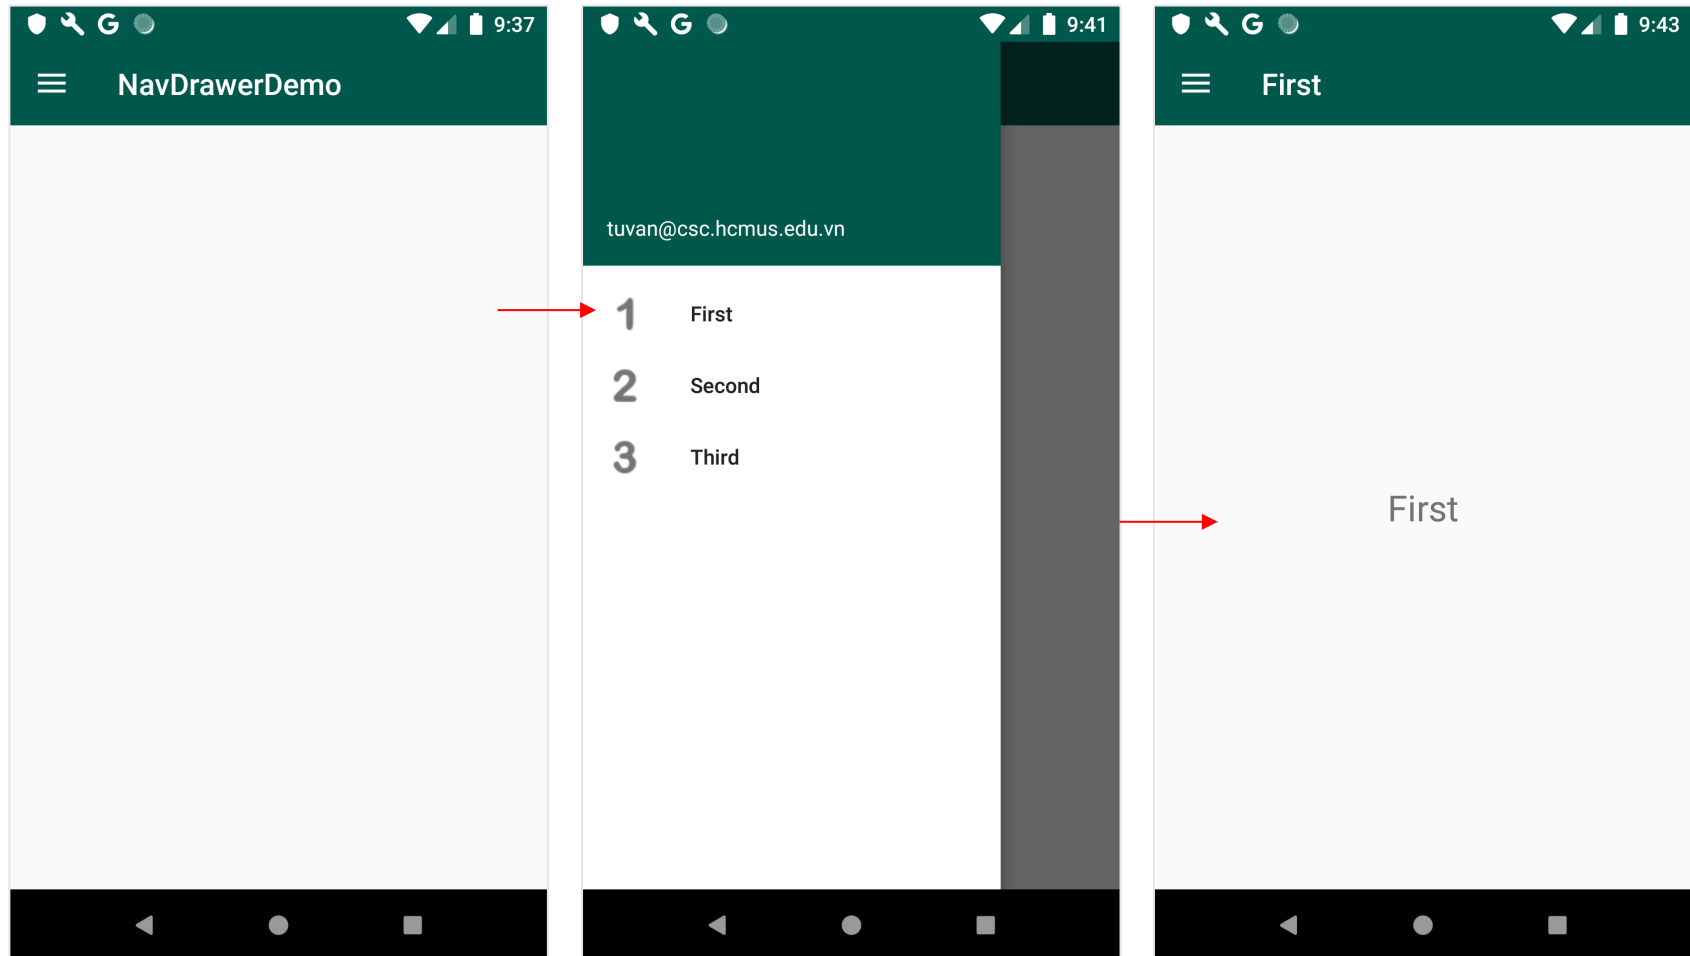 9:37
NavDrawerDemo
9:41
tuvan@csc.hcmus.edu.vn
1 First
2 Second
3 Third
9:43
First
First